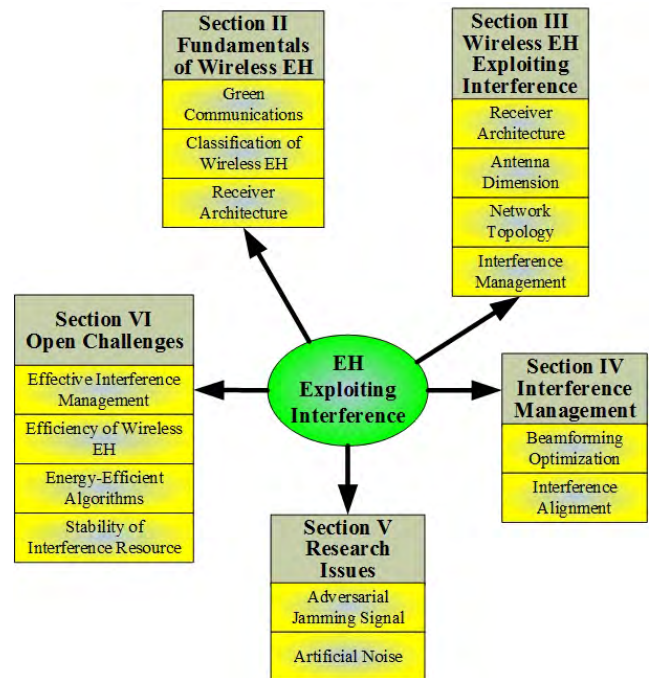 Section II
Fundamentals
of Wireless EH
Green
Communications
Classification of
Wireless EH
Receiver
Architecture
Section III
Wireless EH
Exploiting
Interference
Receiver
Architecture
Antenna
Dimension
Network
Topology
Interference
Management
Section VI
Open Challenges
Effective Interference
Management
Efficiency of Wireless
EH
Energy-Efficient
Algorithms
Stability of
Interference Resource
EH
Exploiting
Interference
Section IV
Interference
Management
Beamforming
Optimization
Interference
Alignment
Section V
Research
Issues
Adversarial
Jamming Signal
Artificial Noise